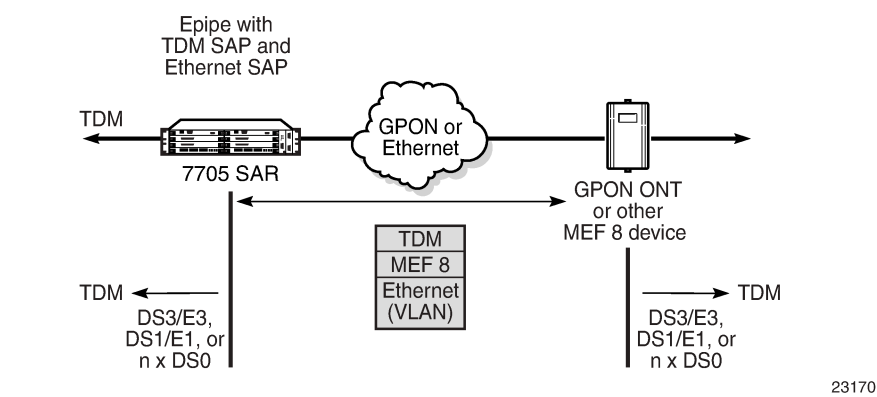 Epipe with
TDM SAP and
Ethernet SAP
TDM
GPON or
Ethernet
7705 SAR
GPON ONT
or other
MEF 8 device
TDM
MEF 8
Ethernet
(VLAN)
TDM
DS3/E3,
DS1/E1, or
n x DS0
TDM
DS3/E3,
DS1/E1, or
n x DS0
23170